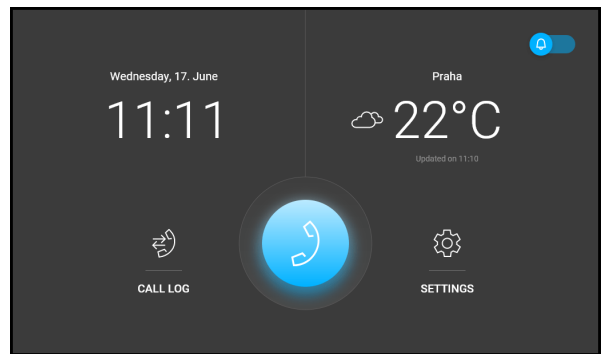 Wednesday, 17. June
11:11
Praha
22°C
Updated on 11:10
CALL LOG
SETTINGS